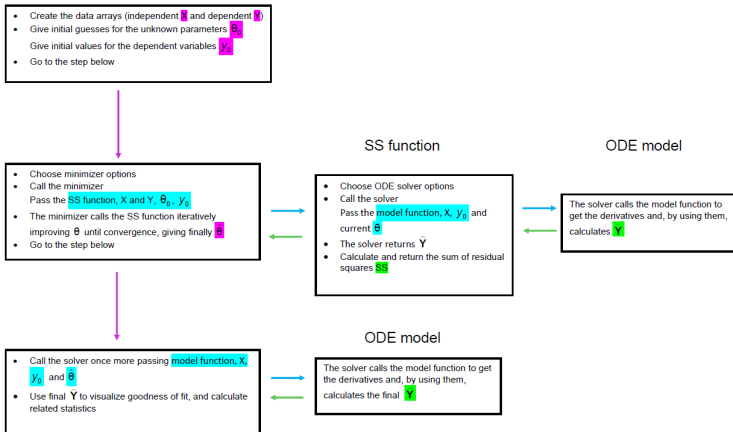 • Create the data arrays (independent X and dependent Y)
• Give initial guesses for the unknown parameters θ₀
Give initial values for the dependent variables y₀
• Go to the step below
SS function
ODE model
• Choose minimizer options
• Call the minimizer
Pass the SS function, X and Y, θ₀, y₀
• The minimizer calls the SS function iteratively
improving θ until convergence, giving finally θ̂
• Go to the step below
• Choose ODE solver options
• Call the solver
Pass the model function, X, y₀ and
current θ
• The solver returns Ŷ
• Calculate and return the sum of residual
squares SS
The solver calls the model function to
get the derivatives and, by using them,
calculates Ŷ
ODE model
• Call the solver once more passing model function, X,
y₀ and θ̂
• Use final Ŷ to visualize goodness of fit, and calculate
related statistics
The solver calls the model function to get
the derivatives and, by using them,
calculates the final Ŷ